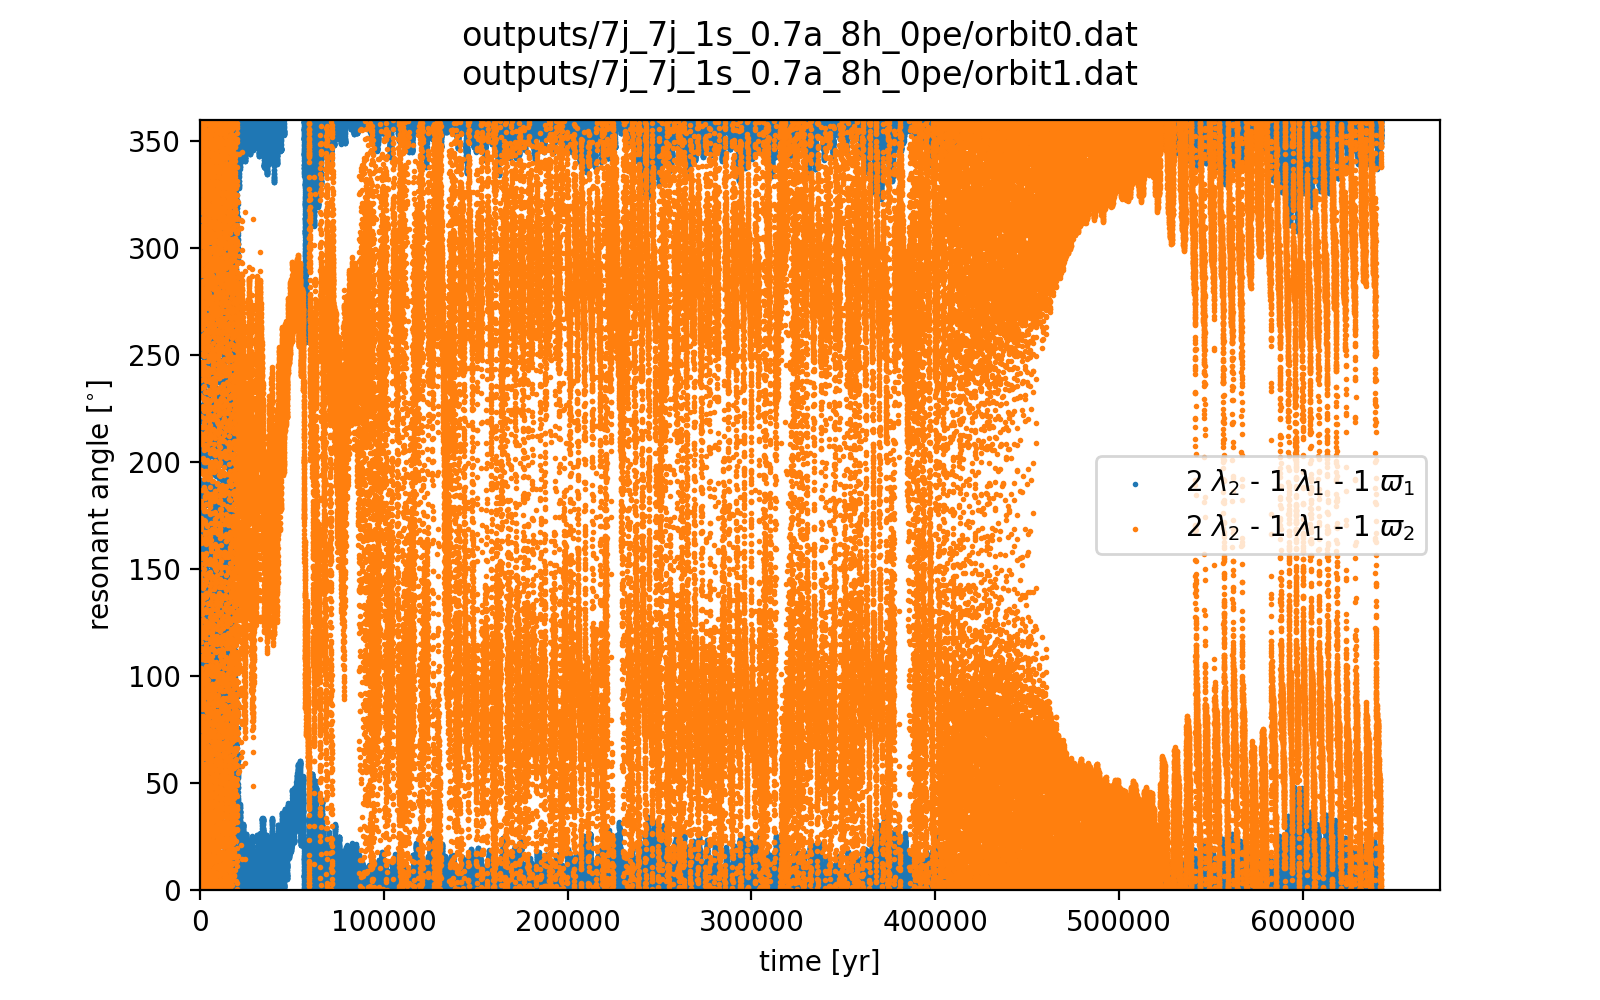 outputs/7j_7j_1s_0.7a_8h_0pe/orbit0.dat
outputs/7j_7j_1s_0.7a_8h_0pe/orbit1.dat
350
300
250
200
150
100
50
0
resonant angle [°]
2 λ₂ - 1 λ₁ - 1 ϖ₁
2 λ₂ - 1 λ₁ - 1 ϖ₂
0 100000 200000 300000 400000 500000 600000
time [yr]